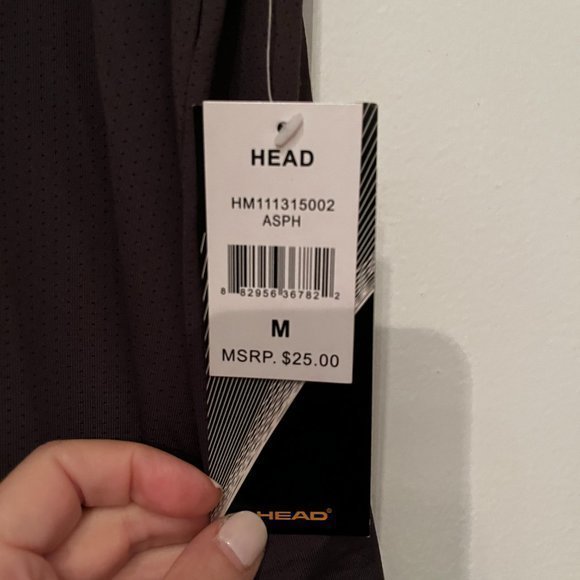 HEAD
HM111315002
ASPH
8 82956 36782 2
M
MSRP. $25.00
HEAD®